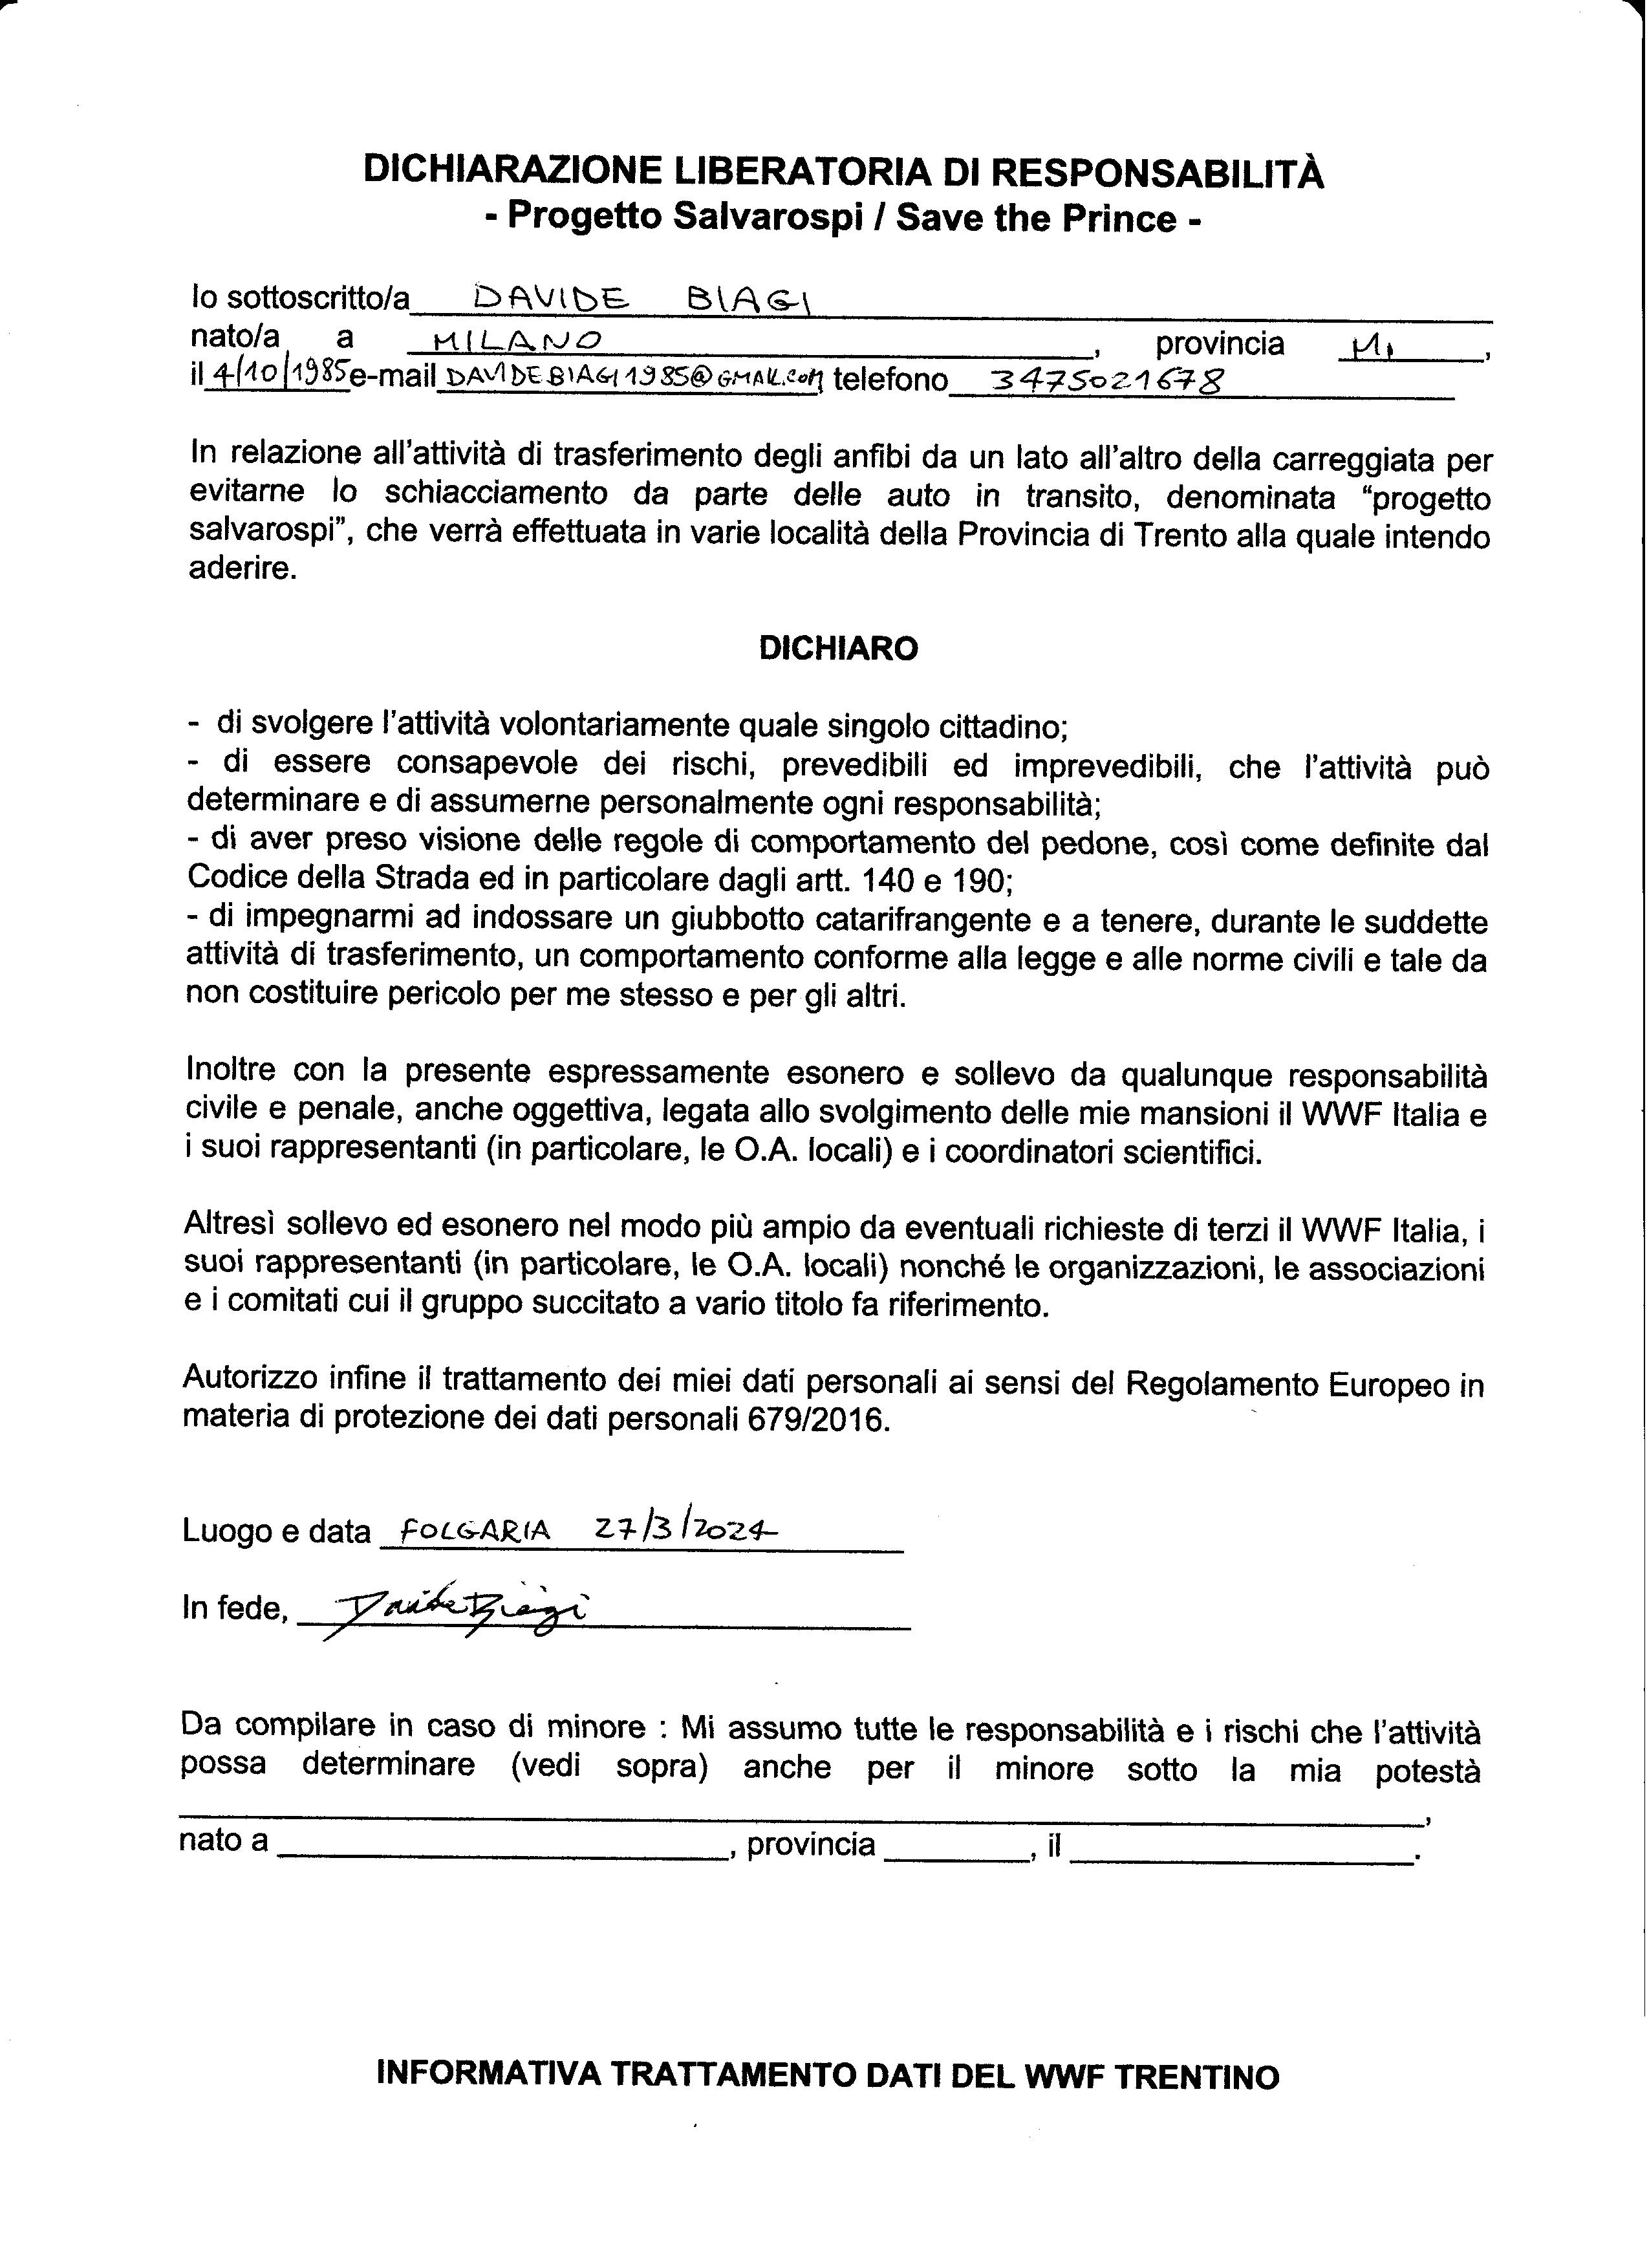 DICHIARAZIONE LIBERATORIA DI RESPONSABILITÀ
- Progetto Salvarospi / Save the Prince -
Io sottoscritto/a DAVIDE BIAGI
nato/a a MILANO, provincia MI,
il 4/10/1985 e-mail DAVIDEBIAGI1985@GMAIL.COM telefono 3475021678
In relazione all'attività di trasferimento degli anfibi da un lato all'altro della carreggiata per
evitarne lo schiacciamento da parte delle auto in transito, denominata “progetto
salvarospi”, che verrà effettuata in varie località della Provincia di Trento alla quale intendo
aderire.
DICHIARO
- di svolgere l'attività volontariamente quale singolo cittadino;
- di essere consapevole dei rischi, prevedibili ed imprevedibili, che l'attività può
determinare e di assumerne personalmente ogni responsabilità;
- di aver preso visione delle regole di comportamento del pedone, così come definite dal
Codice della Strada ed in particolare dagli artt. 140 e 190;
- di impegnarmi ad indossare un giubbotto catarifrangente e a tenere, durante le suddette
attività di trasferimento, un comportamento conforme alla legge e alle norme civili e tale da
non costituire pericolo per me stesso e per gli altri.
Inoltre con la presente espressamente esonero e sollevo da qualunque responsabilità
civile e penale, anche oggettiva, legata allo svolgimento delle mie mansioni il WWF Italia e
i suoi rappresentanti (in particolare, le O.A. locali) e i coordinatori scientifici.
Altresì sollevo ed esonero nel modo più ampio da eventuali richieste di terzi il WWF Italia, i
suoi rappresentanti (in particolare, le O.A. locali) nonché le organizzazioni, le associazioni
e i comitati cui il gruppo succitato a vario titolo fa riferimento.
Autorizzo infine il trattamento dei miei dati personali ai sensi del Regolamento Europeo in
materia di protezione dei dati personali 679/2016.
Luogo e data FOLGARIA 27/3/2024
In fede, Davide Biagi
Da compilare in caso di minore : Mi assumo tutte le responsabilità e i rischi che l'attività
possa determinare (vedi sopra) anche per il minore sotto la mia potestà
,
nato a , provincia , il .
INFORMATIVA TRATTAMENTO DATI DEL WWF TRENTINO